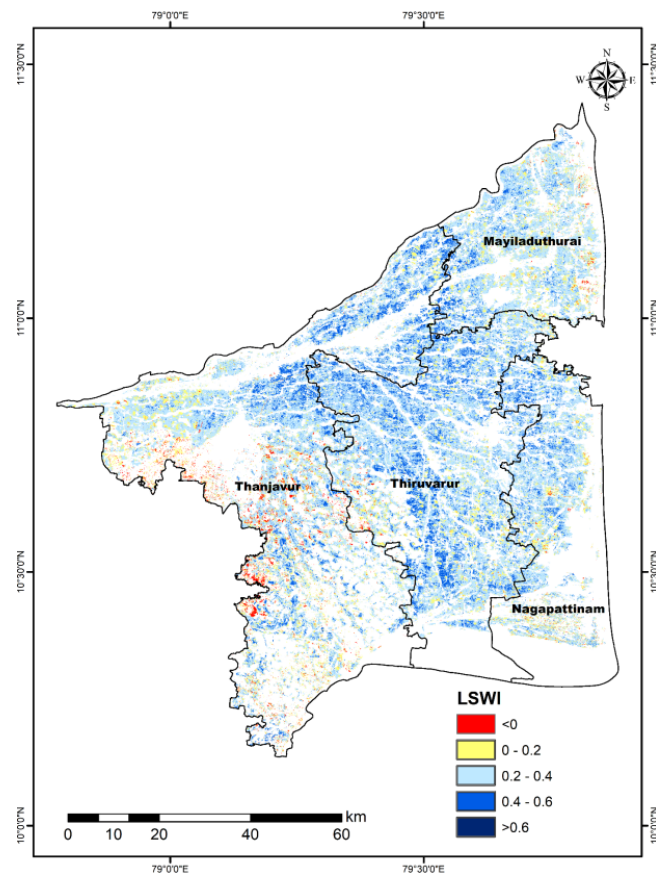 79°0'0"E 79°30'0"E
11°30'0"N 11°30'0"N
N
W E
S
Mayiladuthurai
11°0'0"N 11°0'0"N
Thanjavur Thiruvarur
10°30'0"N 10°30'0"N
Nagapattinam
LSWI
<0
0 - 0.2
0.2 - 0.4
0.4 - 0.6
>0.6
km
0 10 20 40 60
10°0'0"N 10°0'0"N
79°0'0"E 79°30'0"E